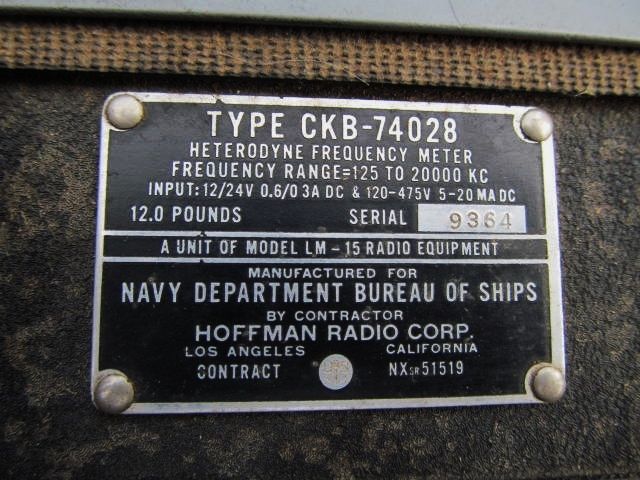 TYPE CKB-74028
HETERODYNE FREQUENCY METER
FREQUENCY RANGE=125 TO 20000 KC
INPUT: 12/24V 0.6/0 3A DC & 120-475V 5-20 MA DC
12.0 POUNDS SERIAL 9364
A UNIT OF MODEL LM-15 RADIO EQUIPMENT
MANUFACTURED FOR
NAVY DEPARTMENT BUREAU OF SHIPS
BY CONTRACTOR
HOFFMAN RADIO CORP.
LOS ANGELES CALIFORNIA
CONTRACT NXSR51519